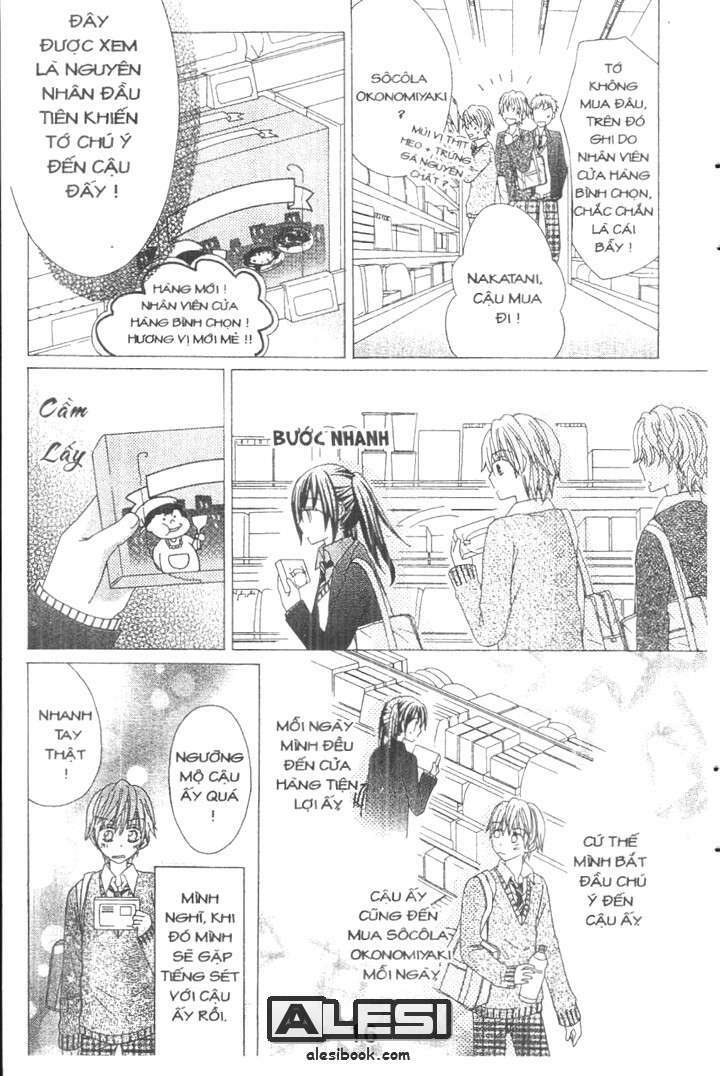 ĐÂY
ĐƯỢC XEM
LÀ NGUYÊN
NHÂN ĐẦU
TIÊN KHIẾN
TỚ CHÚ Ý
ĐẾN CẬU
ĐẤY !
HÀNG MỚI !
NHÂN VIÊN CỬA
HÀNG BÌNH CHỌN !
HƯƠNG VỊ MỚI MẺ !!
SÔCÔLA
OKONOMIYAKI
?
MÙI VỊ THỊT
HEO + TRỨNG
GÀ NGUYÊN
CHẤT ?
TỚ
KHÔNG
MUA ĐÂU,
TRÊN ĐÓ
GHI DO
NHÂN VIÊN
CỬA HÀNG
BÌNH CHỌN,
CHẮC CHẮN
LÀ CÁI
BẪY !
NAKATANI,
CẬU MUA
ĐI !
Cầm
Lấy
BƯỚC NHANH
NHANH
TAY
THẬT
!
NGƯỠNG
MỘ CẬU
ẤY QUÁ
!
MÌNH
NGHĨ, KHI
ĐÓ MÌNH
SẼ GẶP
TIẾNG SÉT
VỚI CẬU
ẤY RỒI.
MỖI NGÀY
MÌNH ĐỀU
ĐẾN CỬA
HÀNG TIỆN
LỢI ẤY.
CẬU ẤY
CŨNG ĐẾN
MUA SÔCÔLA
OKONOMIYAKI
MỖI NGÀY.
CỨ THẾ
MÌNH BẮT
ĐẦU CHÚ
Ý ĐẾN
CẬU ẤY.
ALESI
alesibook.com